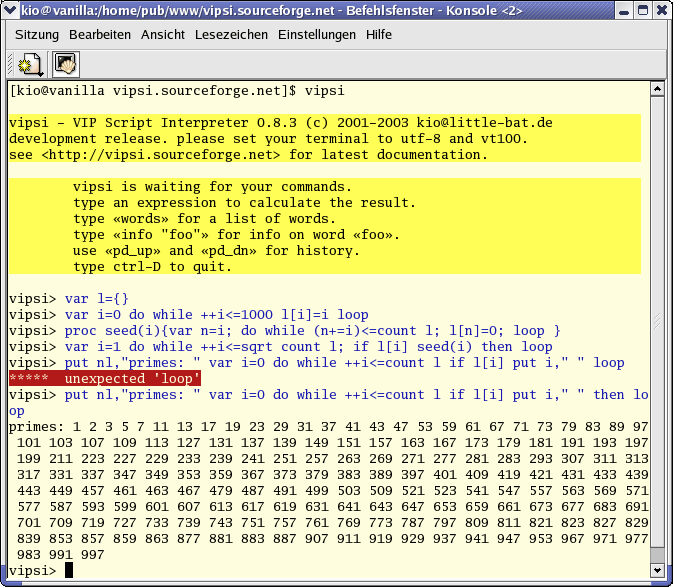 kio@vanilla:/home/pub/www/vipsi.sourceforge.net - Befehlsfenster - Konsole <2>
Sitzung Bearbeiten Ansicht Lesezeichen Einstellungen Hilfe
[kio@vanilla vipsi.sourceforge.net]$ vipsi
vipsi - VIP Script Interpreter 0.8.3 (c) 2001-2003 kio@little-bat.de
development release. please set your terminal to utf-8 and vt100.
see <http://vipsi.sourceforge.net> for latest documentation.
vipsi is waiting for your commands.
type an expression to calculate the result.
type «words» for a list of words.
type «info "foo"» for info on word «foo».
use «pd_up» and «pd_dn» for history.
type ctrl-D to quit.
vipsi> var l={}
vipsi> var i=0 do while ++i<=1000 l[i]=i loop
vipsi> proc seed(i){var n=i; do while (n+=i)<=count l; l[n]=0; loop }
vipsi> var i=1 do while ++i<=sqrt count l; if l[i] seed(i) then loop
vipsi> put nl,"primes: " var i=0 do while ++i<=count l if l[i] put i," " loop
***** unexpected 'loop'
vipsi> put nl,"primes: " var i=0 do while ++i<=count l if l[i] put i," " then lo
op
primes: 1 2 3 5 7 11 13 17 19 23 29 31 37 41 43 47 53 59 61 67 71 73 79 83 89 97
101 103 107 109 113 127 131 137 139 149 151 157 163 167 173 179 181 191 193 197
199 211 223 227 229 233 239 241 251 257 263 269 271 277 281 283 293 307 311 313
317 331 337 347 349 353 359 367 373 379 383 389 397 401 409 419 421 431 433 439
443 449 457 461 463 467 479 487 491 499 503 509 521 523 541 547 557 563 569 571
577 587 593 599 601 607 613 617 619 631 641 643 647 653 659 661 673 677 683 691
701 709 719 727 733 739 743 751 757 761 769 773 787 797 809 811 821 823 827 829
839 853 857 859 863 877 881 883 887 907 911 919 929 937 941 947 953 967 971 977
983 991 997
vipsi>